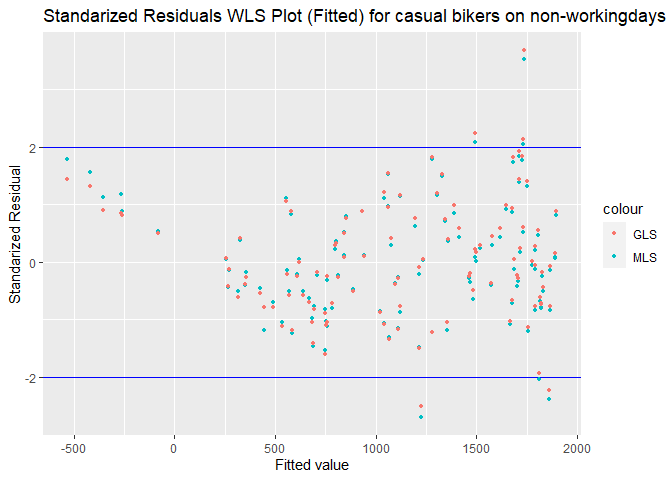 Standarized Residuals WLS Plot (Fitted) for casual bikers on non-workingdays
Standarized Residual
2
0
-2
-500
0
500
1000
1500
2000
Fitted value
colour
GLS
MLS